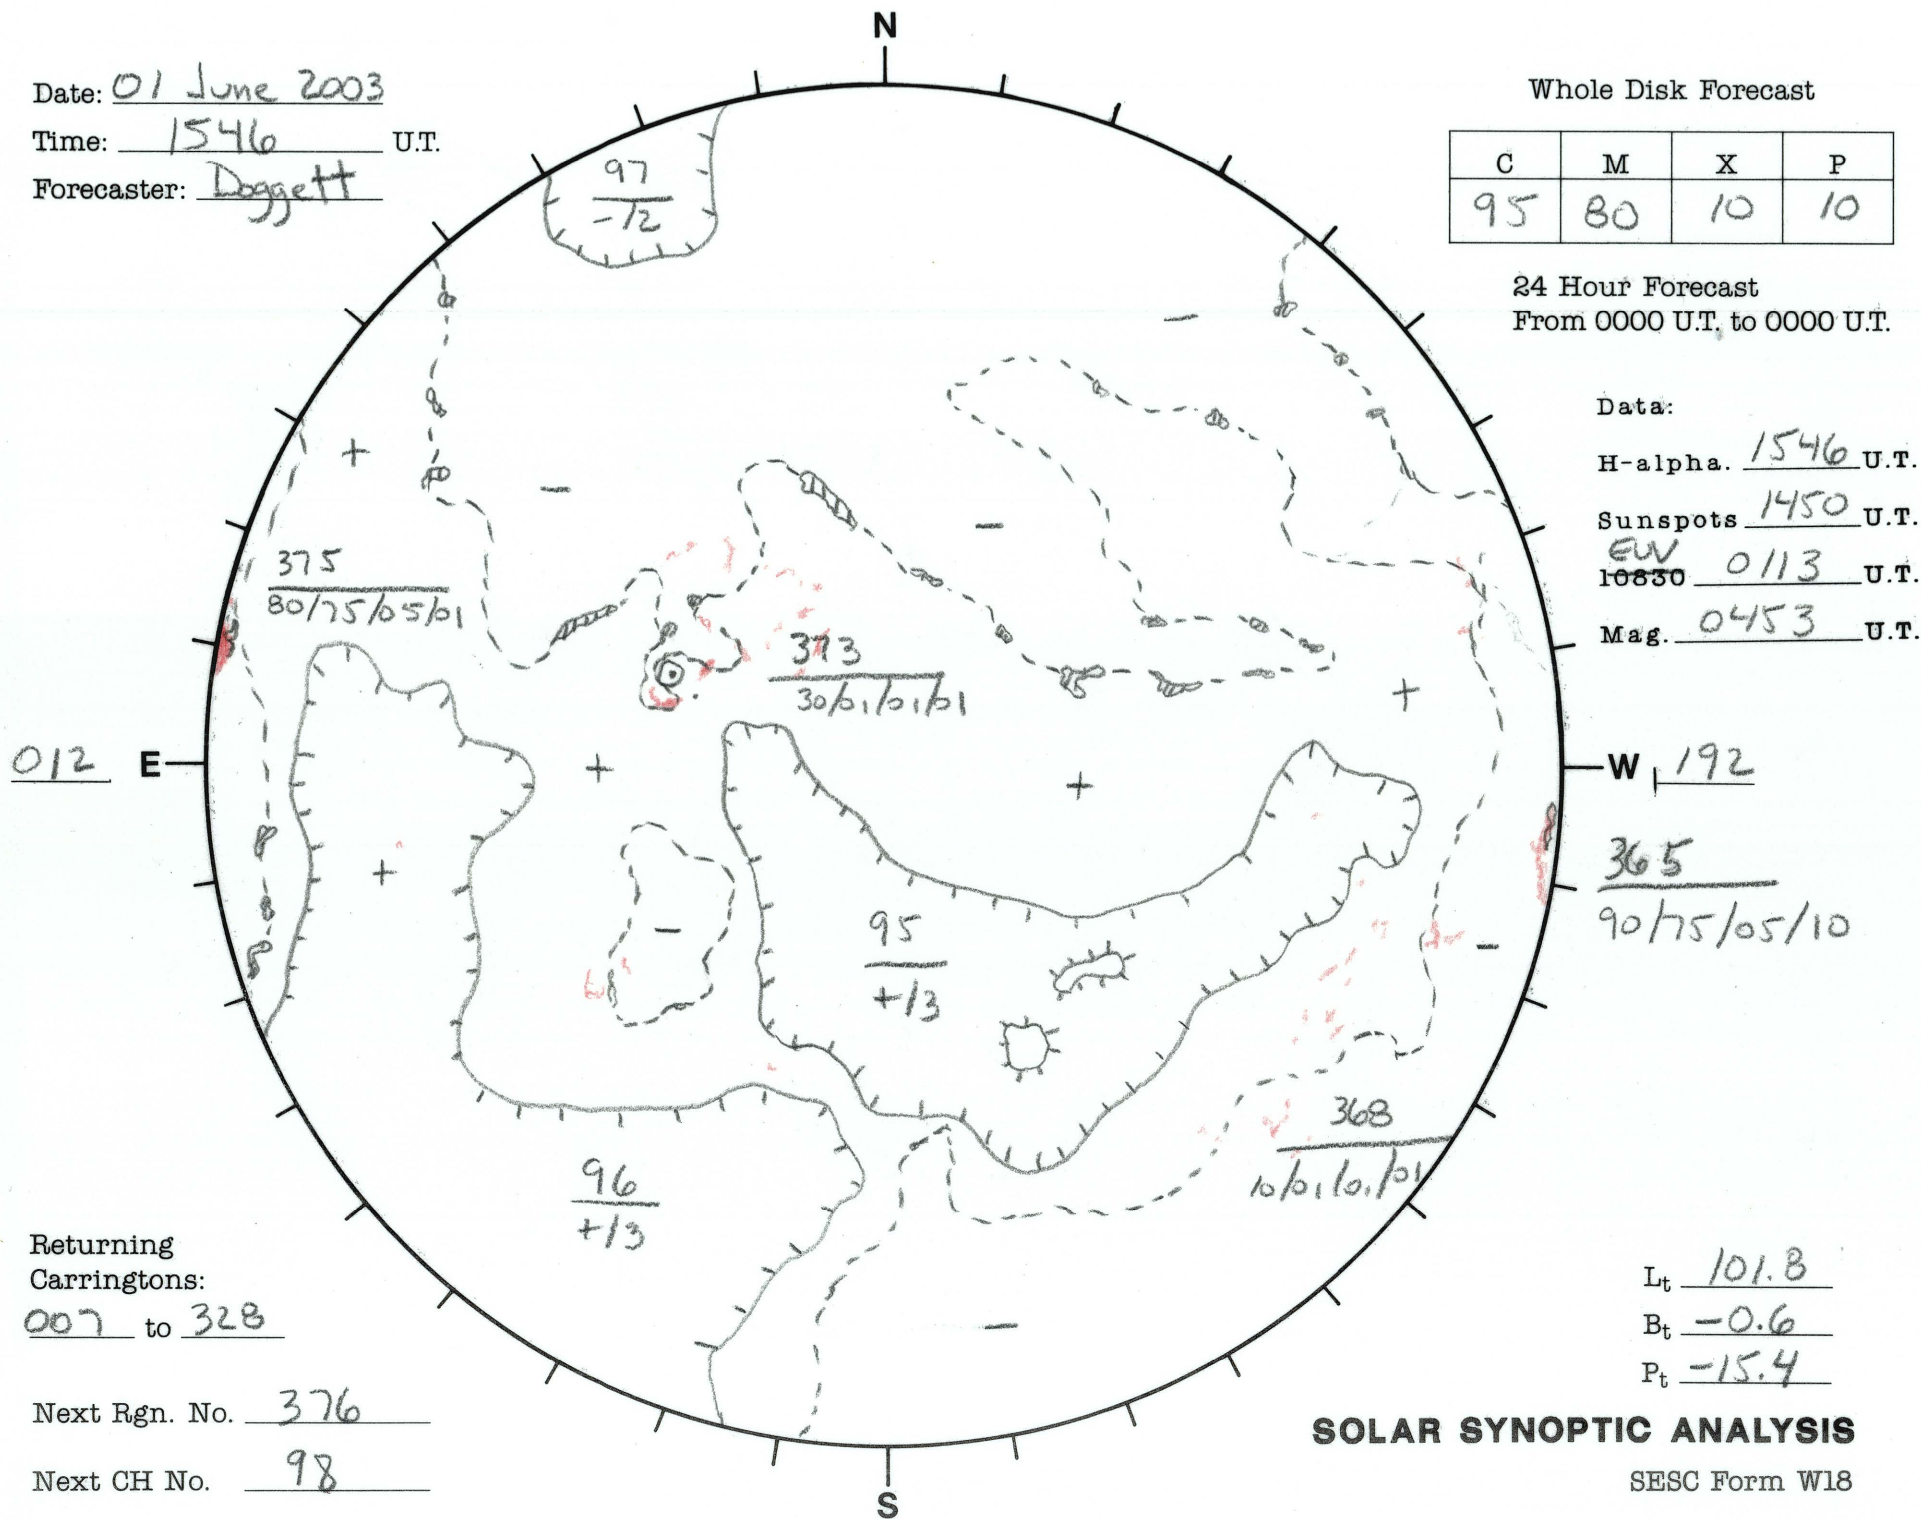 N
Date: 01 June 2003
Time: 1546 U.T.
Forecaster: Doggett
Whole Disk Forecast
C M X P
95 80 10 10
24 Hour Forecast
From 0000 U.T. to 0000 U.T.
Data:
H-alpha. 1546 U.T.
Sunspots 1450 U.T.
EUV
10830 0113 U.T.
Mag. 0453 U.T.
97
-/2
375
80/75/05/01
373
30/01/01/01
012 E
W 192
365
90/75/05/10
95
+/3
368
10/01/01/01
96
+/3
Returning
Carringtons:
007 to 328
Next Rgn. No. 376
Next CH No. 98
Lt 101.8
Bt -0.6
Pt -15.4
SOLAR SYNOPTIC ANALYSIS
SESC Form W18
S